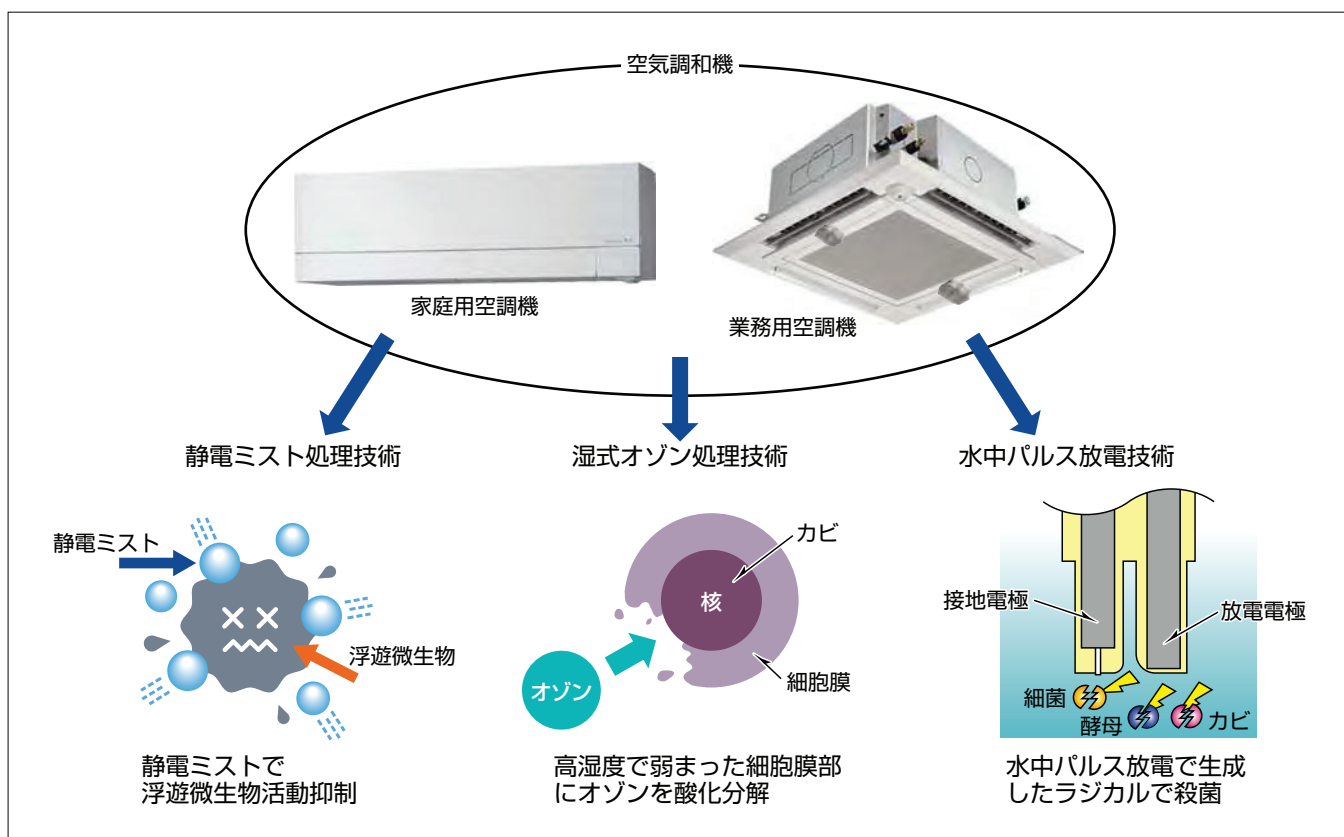 空気調和機
家庭用空調機
業務用空調機
静電ミスト処理技術
湿式オゾン処理技術
水中パルス放電技術
静電ミスト
浮遊微生物
静電ミストで
浮遊微生物活動抑制
カビ
核
オゾン
細胞膜
高湿度で弱まった細胞膜部
にオゾンを酸化分解
接地電極
放電電極
細菌
酵母
カビ
水中パルス放電で生成
したラジカルで殺菌